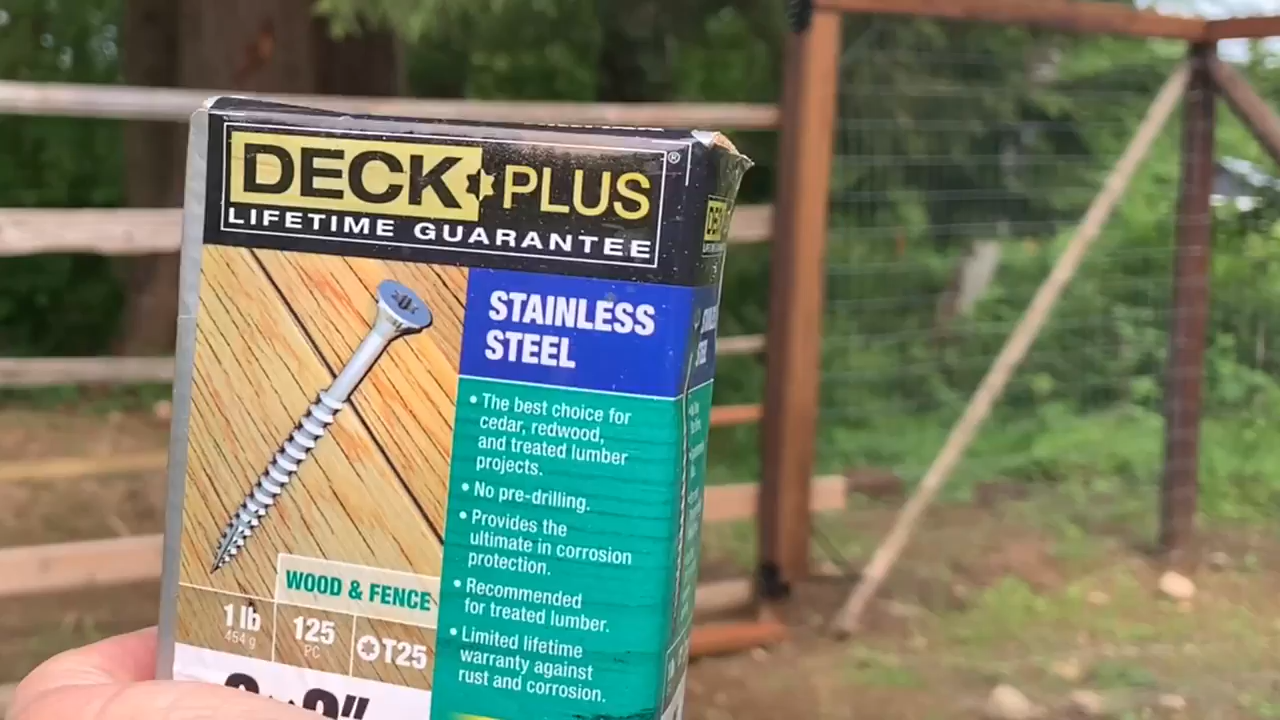 DECK PLUS ®
LIFETIME GUARANTEE
STAINLESS
STEEL
• The best choice for
cedar, redwood,
and treated lumber
projects.
• No pre-drilling.
• Provides the
ultimate in corrosion
protection.
• Recommended
for treated lumber.
• Limited lifetime
warranty against
rust and corrosion.
WOOD & FENCE
1 lb
454 g
125
PC
T25